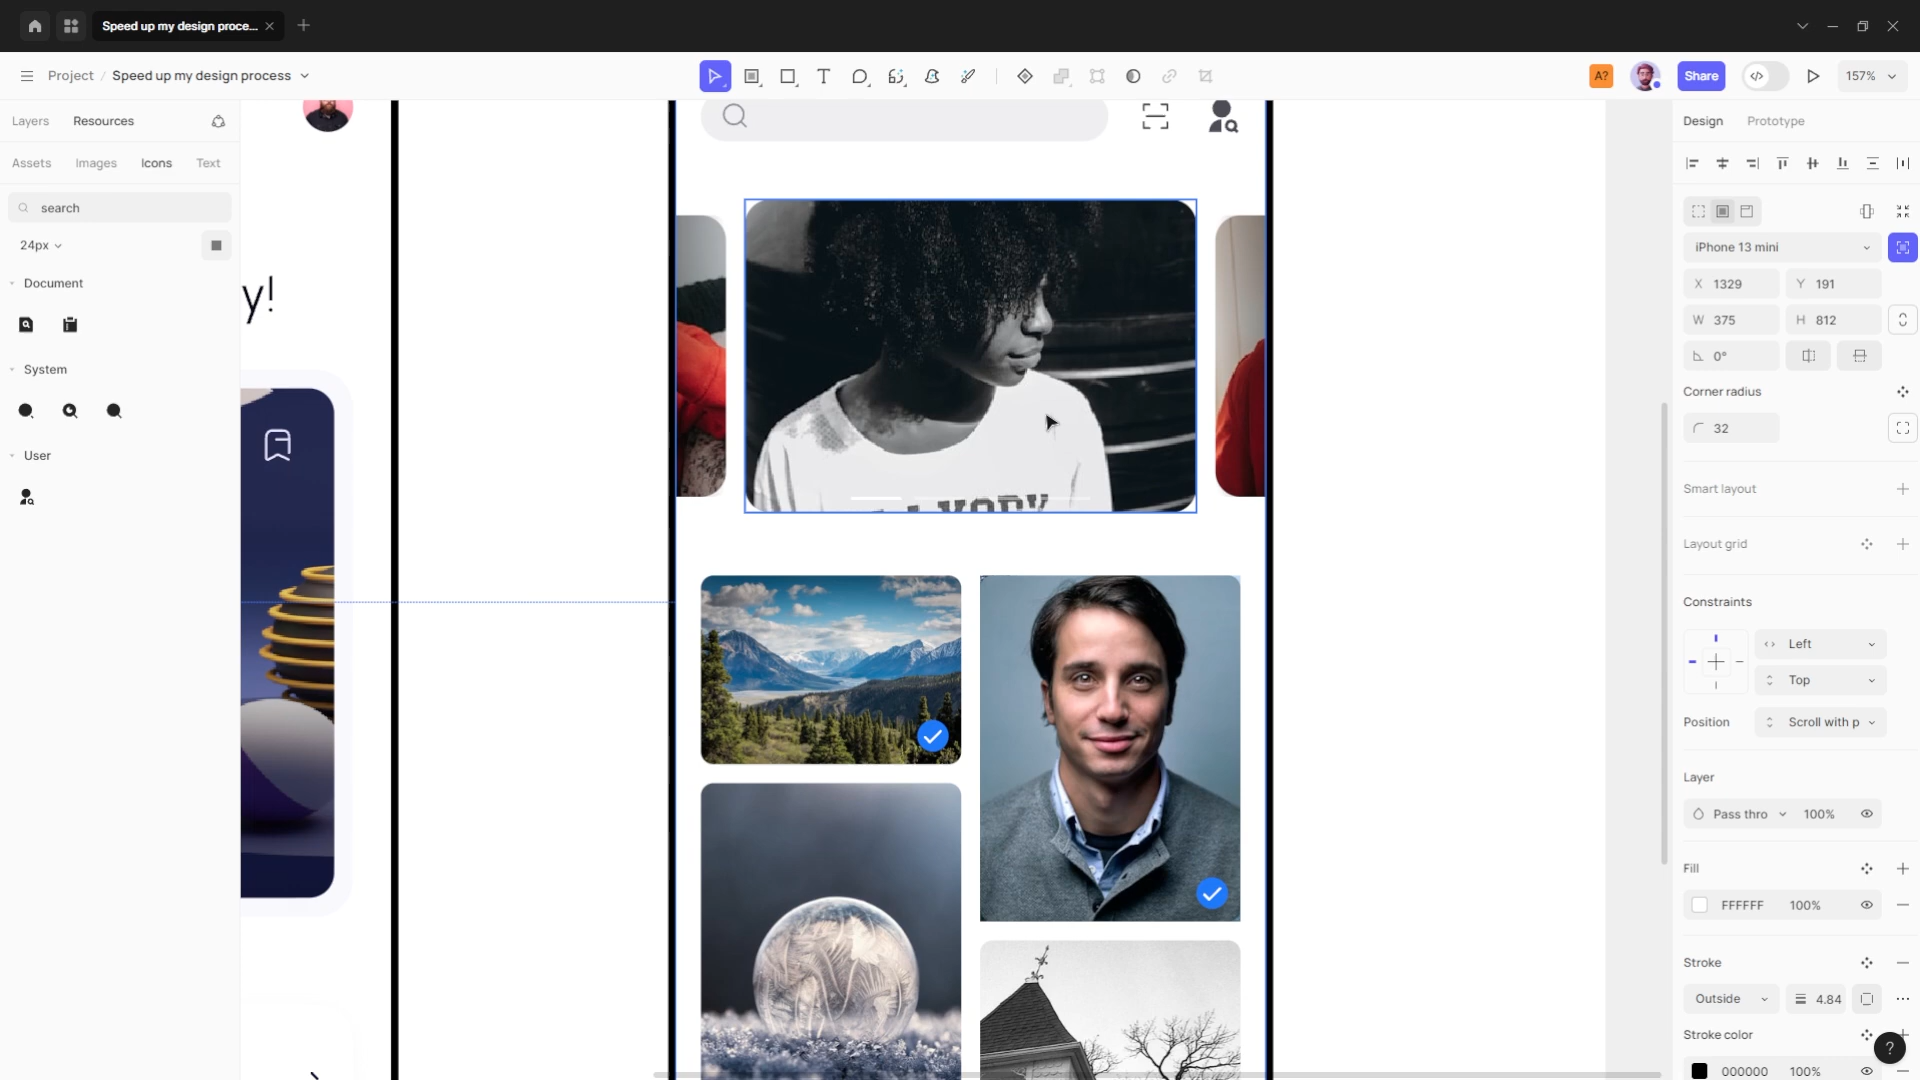 Speed up my design proce...
Project / Speed up my design process
A?
Share
157%
Layers
Resources
Design
Prototype
Assets
Images
Icons
Text
search
24px
Document
System
User
y!
iPhone 13 mini
X 1329
Y 191
W 375
H 812
0°
Corner radius
32
Smart layout
Layout grid
Constraints
Left
Top
Position
Scroll with p
Layer
Pass thro
100%
Fill
FFFFFF
100%
Stroke
Outside
4.84
Stroke color
000000
100%
?